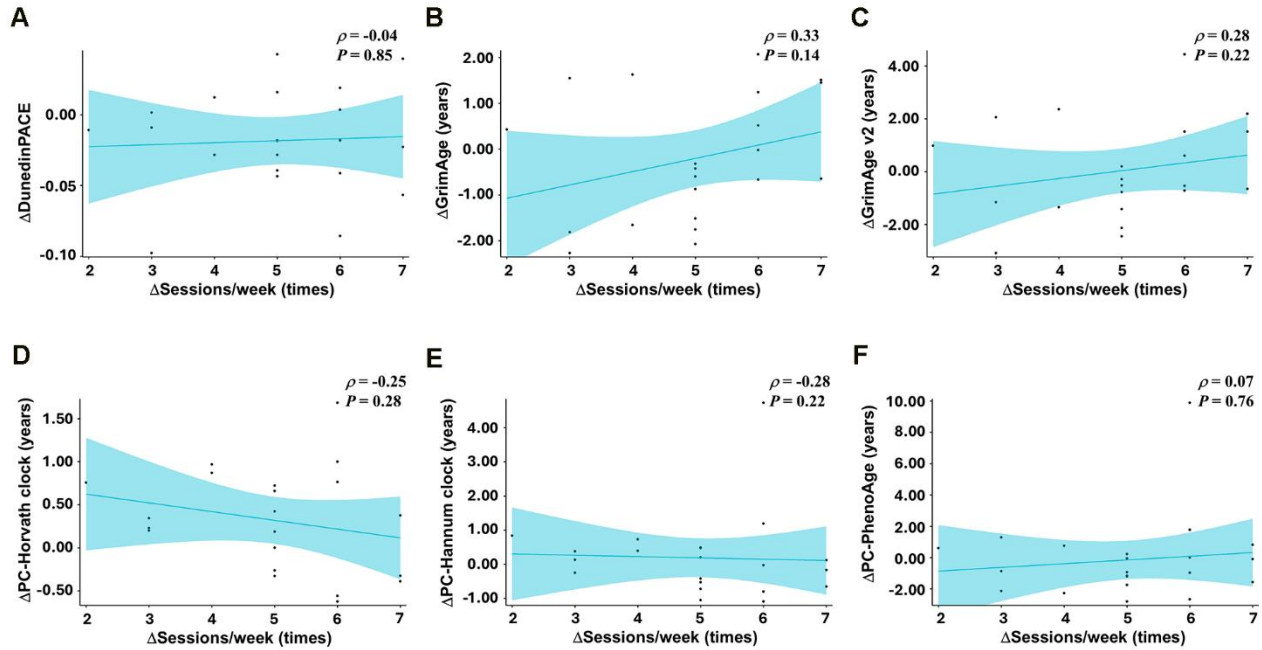 A
ρ = -0.04
P = 0.85
ΔDunedinPACE
0.00
-0.05
-0.10
2 3 4 5 6 7
ΔSessions/week (times)
B
ρ = 0.33
P = 0.14
ΔGrimAge (years)
2.00
1.00
0.00
-1.00
-2.00
2 3 4 5 6 7
ΔSessions/week (times)
C
ρ = 0.28
P = 0.22
ΔGrimAge v2 (years)
4.00
2.00
0.00
-2.00
2 3 4 5 6 7
ΔSessions/week (times)
D
ρ = -0.25
P = 0.28
ΔPC-Horvath clock (years)
1.50
1.00
0.50
0.00
-0.50
2 3 4 5 6 7
ΔSessions/week (times)
E
ρ = -0.28
P = 0.22
ΔPC-Hannum clock (years)
4.00
3.00
2.00
1.00
0.00
-1.00
2 3 4 5 6 7
ΔSessions/week (times)
F
ρ = 0.07
P = 0.76
ΔPC-PhenoAge (years)
10.00
8.00
6.00
4.00
2.00
0.00
-2.00
2 3 4 5 6 7
ΔSessions/week (times)